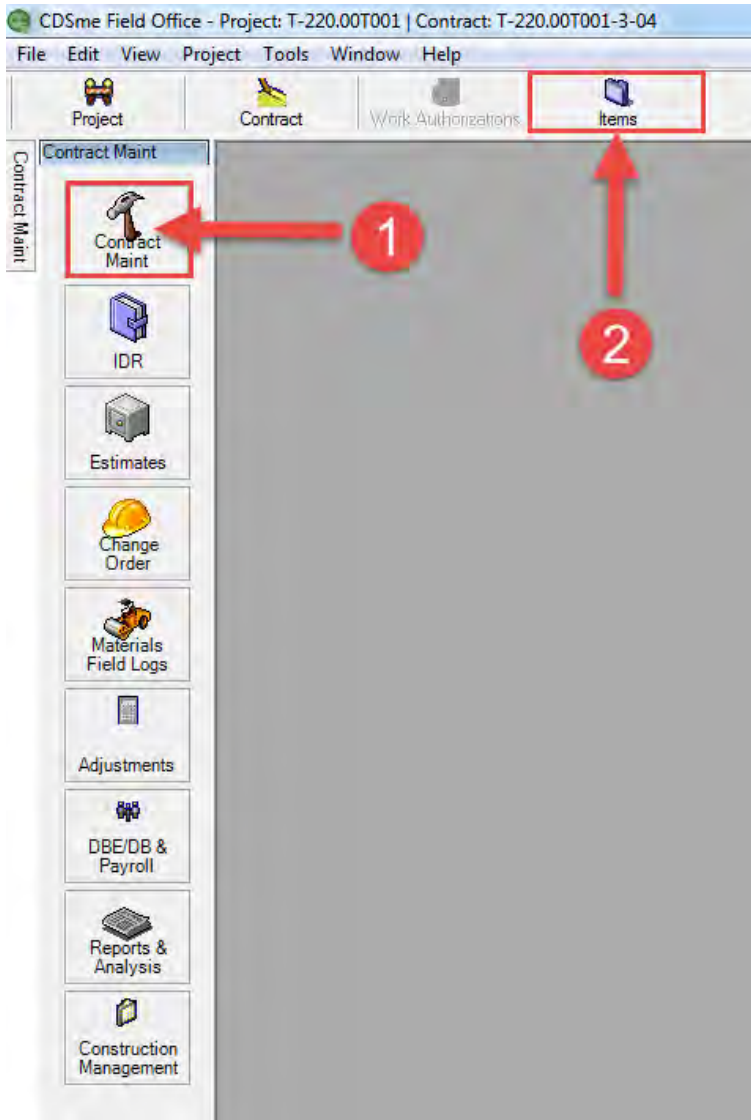 CDSme Field Office - Project: T-220.00T001 | Contract: T-220.00T001-3-04
File Edit View Project Tools Window Help
Project Contract Work Authorizations Items
Contract Maint
Contract Maint
Contract
Maint
1
2
IDR
Estimates
Change
Order
Materials
Field Logs
Adjustments
DBE/DB &
Payroll
Reports &
Analysis
Construction
Management